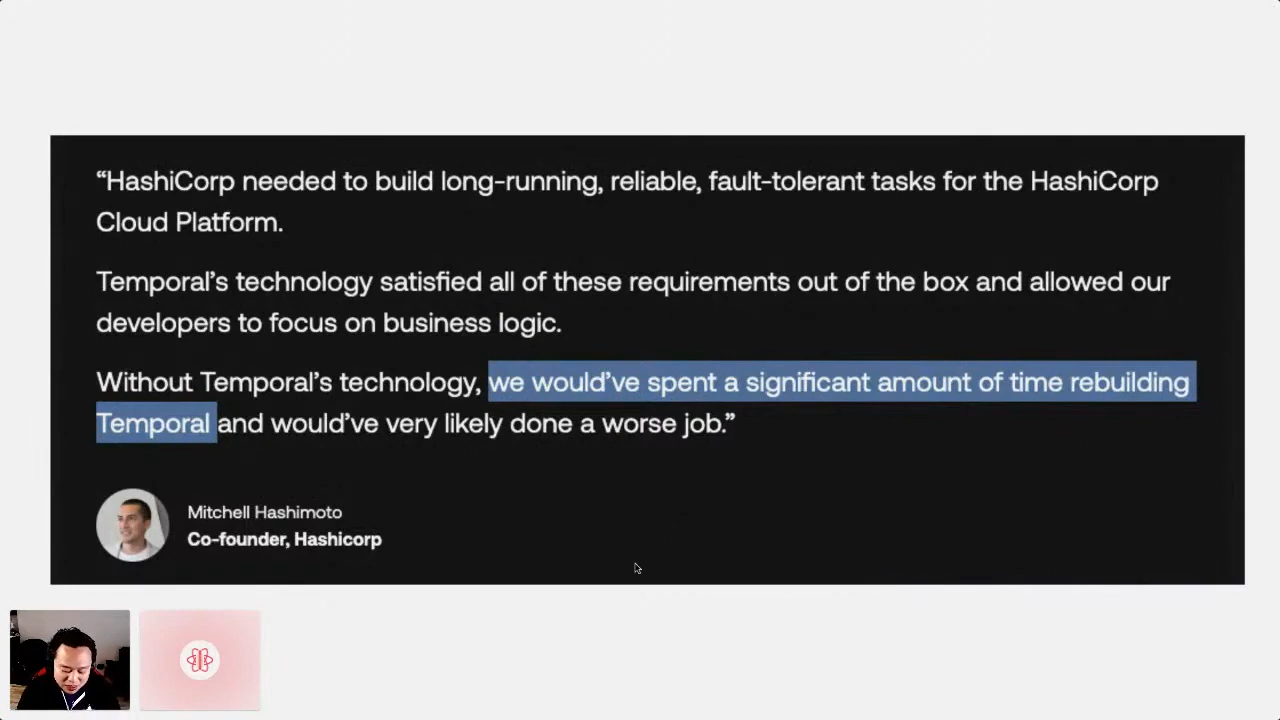 “HashiCorp needed to build long-running, reliable, fault-tolerant tasks for the HashiCorp
Cloud Platform.
Temporal’s technology satisfied all of these requirements out of the box and allowed our
developers to focus on business logic.
Without Temporal’s technology, we would’ve spent a significant amount of time rebuilding
Temporal and would’ve very likely done a worse job.”
Mitchell Hashimoto
Co-founder, Hashicorp